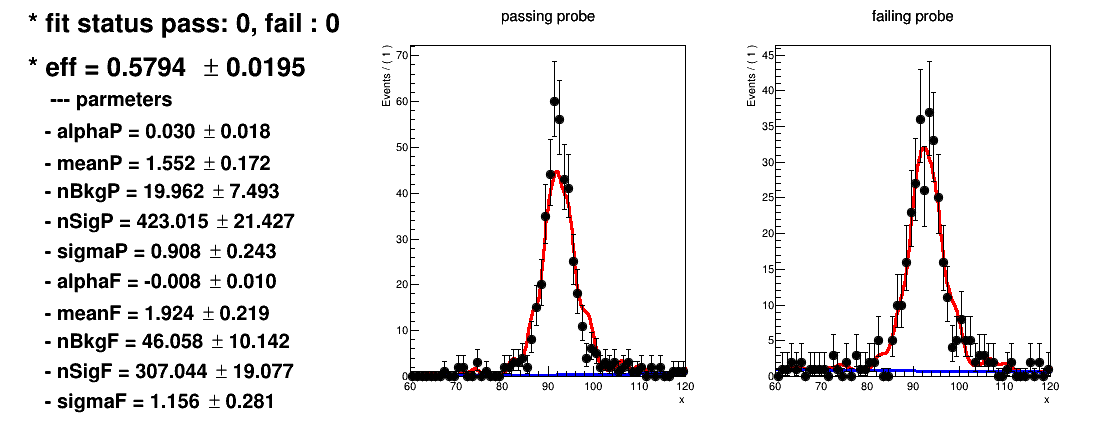 * fit status pass: 0, fail : 0
* eff = 0.5794 ± 0.0195
--- parmeters
- alphaP = 0.030 ± 0.018
- meanP = 1.552 ± 0.172
- nBkgP = 19.962 ± 7.493
- nSigP = 423.015 ± 21.427
- sigmaP = 0.908 ± 0.243
- alphaF = -0.008 ± 0.010
- meanF = 1.924 ± 0.219
- nBkgF = 46.058 ± 10.142
- nSigF = 307.044 ± 19.077
- sigmaF = 1.156 ± 0.281
passing probe
Events / ( 1 )
70
60
50
40
30
20
10
0
60 70 80 90 100 110 120
x
failing probe
Events / ( 1 )
45
40
35
30
25
20
15
10
5
0
60 70 80 90 100 110 120
x